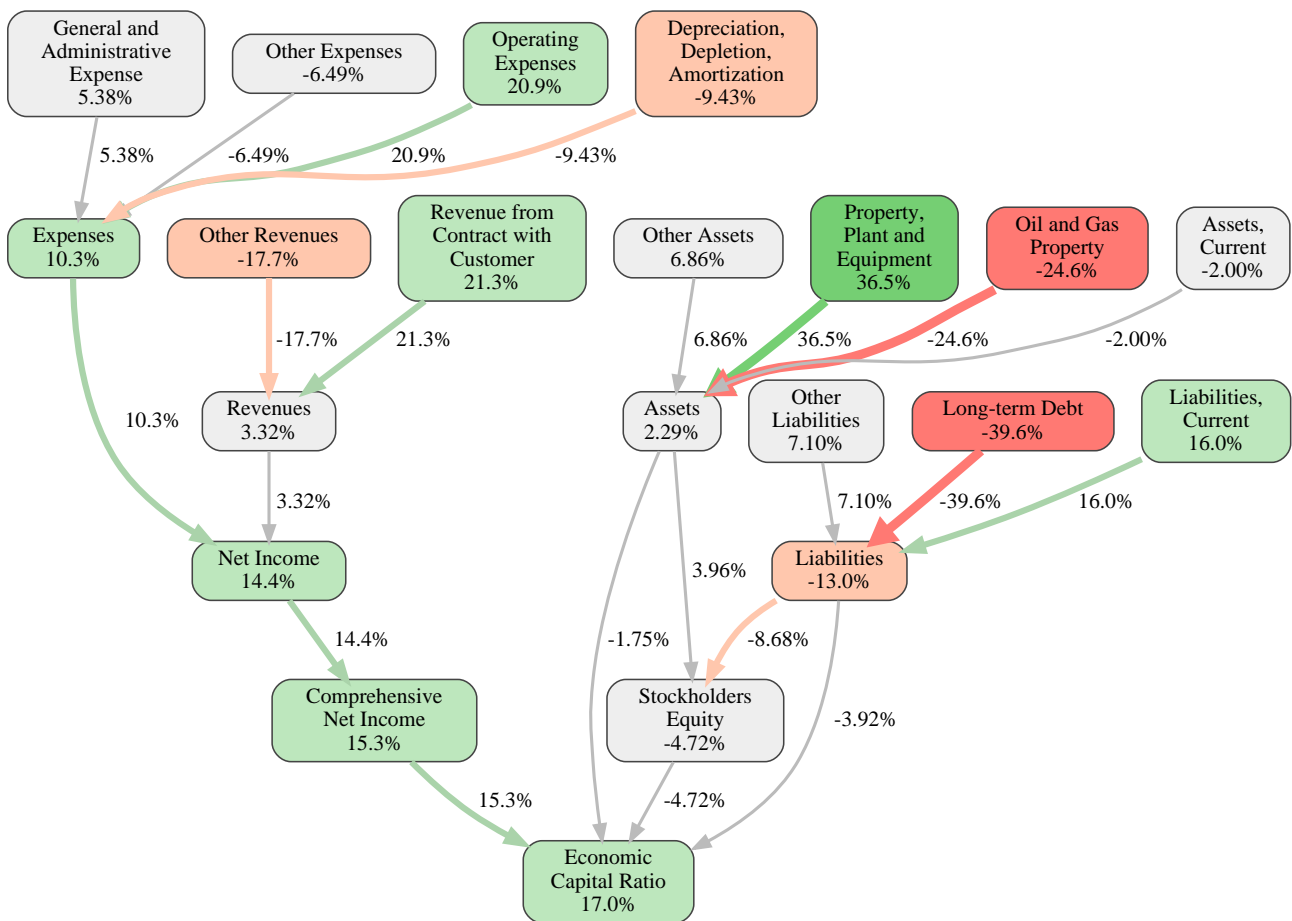 General and
Administrative
Expense
5.38%
Other Expenses
-6.49%
Operating
Expenses
20.9%
Depreciation,
Depletion,
Amortization
-9.43%
5.38%
-6.49%
20.9%
-9.43%
Expenses
10.3%
Other Revenues
-17.7%
Revenue from
Contract with
Customer
21.3%
Other Assets
6.86%
Property,
Plant and
Equipment
36.5%
Oil and Gas
Property
-24.6%
Assets,
Current
-2.00%
-17.7%
21.3%
6.86%
36.5%
-24.6%
-2.00%
10.3%
Revenues
3.32%
Assets
2.29%
Other
Liabilities
7.10%
Long-term Debt
-39.6%
Liabilities,
Current
16.0%
3.32%
7.10%
-39.6%
16.0%
Net Income
14.4%
3.96%
Liabilities
-13.0%
14.4%
-1.75%
-8.68%
-3.92%
Comprehensive
Net Income
15.3%
Stockholders
Equity
-4.72%
15.3%
-4.72%
Economic
Capital Ratio
17.0%